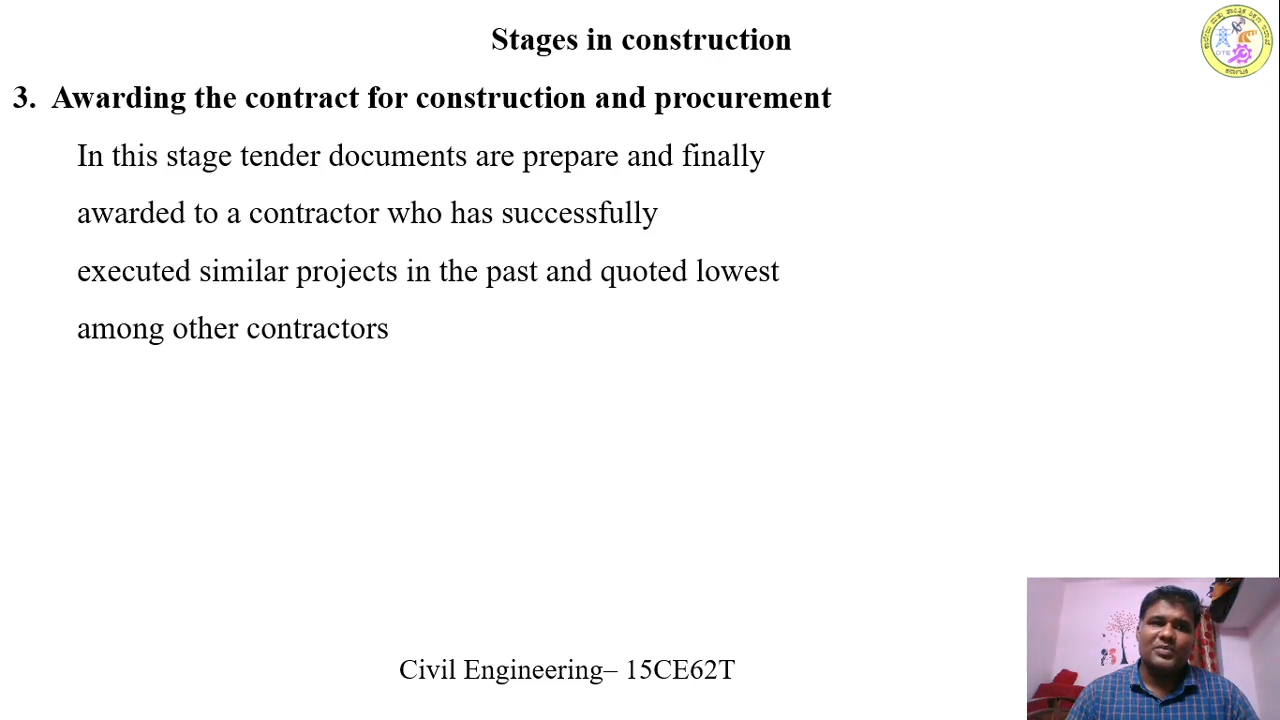 Stages in construction
3. Awarding the contract for construction and procurement
In this stage tender documents are prepare and finally
awarded to a contractor who has successfully
executed similar projects in the past and quoted lowest
among other contractors
Civil Engineering– 15CE62T
DTE